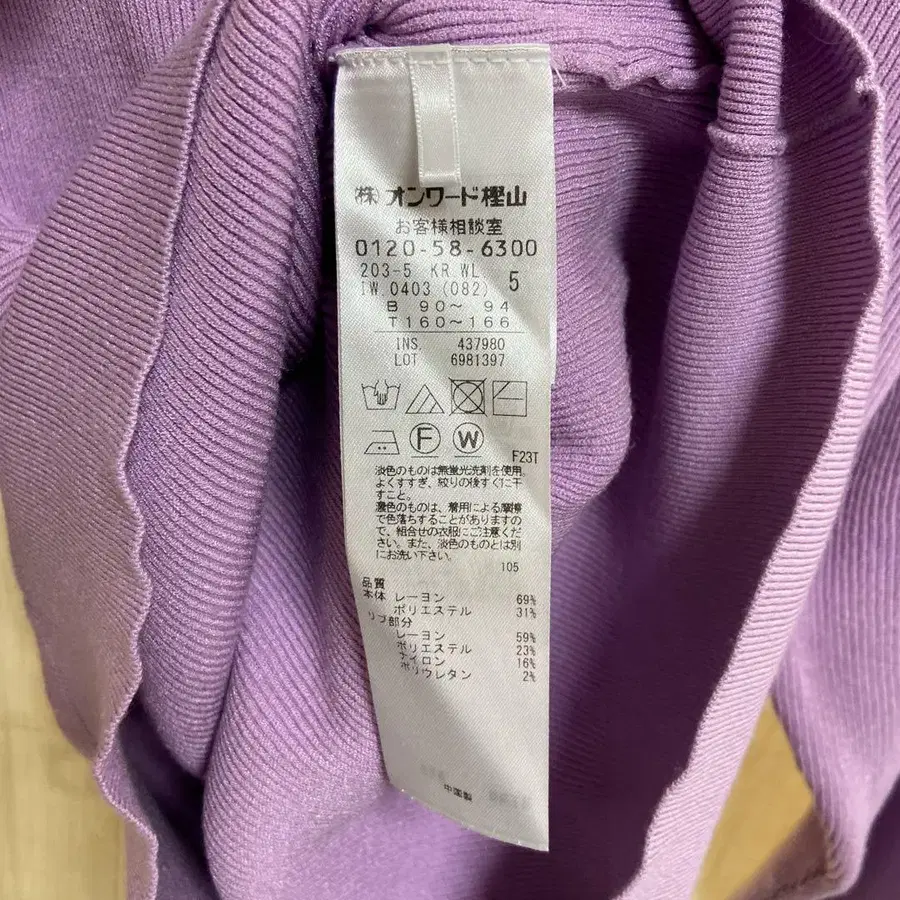 ㈱ オンワード樫山
お客様相談室
0120-58-6300
203-5 KR WL
IW.0403 (082) 5
B 90〜 94
T160〜166
INS. 437980
LOT 6981397
F W
F23T
淡色のものは無蛍光洗剤を使用。
よくすすぎ、絞りの後すぐに干
すこと。
濃色のものは、着用による摩擦
で色落ちすることがありますの
で、組合せの衣服にご注意くだ
さい。また、淡色のものとは別
にお洗い下さい。
105
品質
本体 レーヨン 69%
ポリエステル 31%
リブ部分
レーヨン 59%
ポリエステル 23%
ナイロン 16%
ポリウレタン 2%
中国製